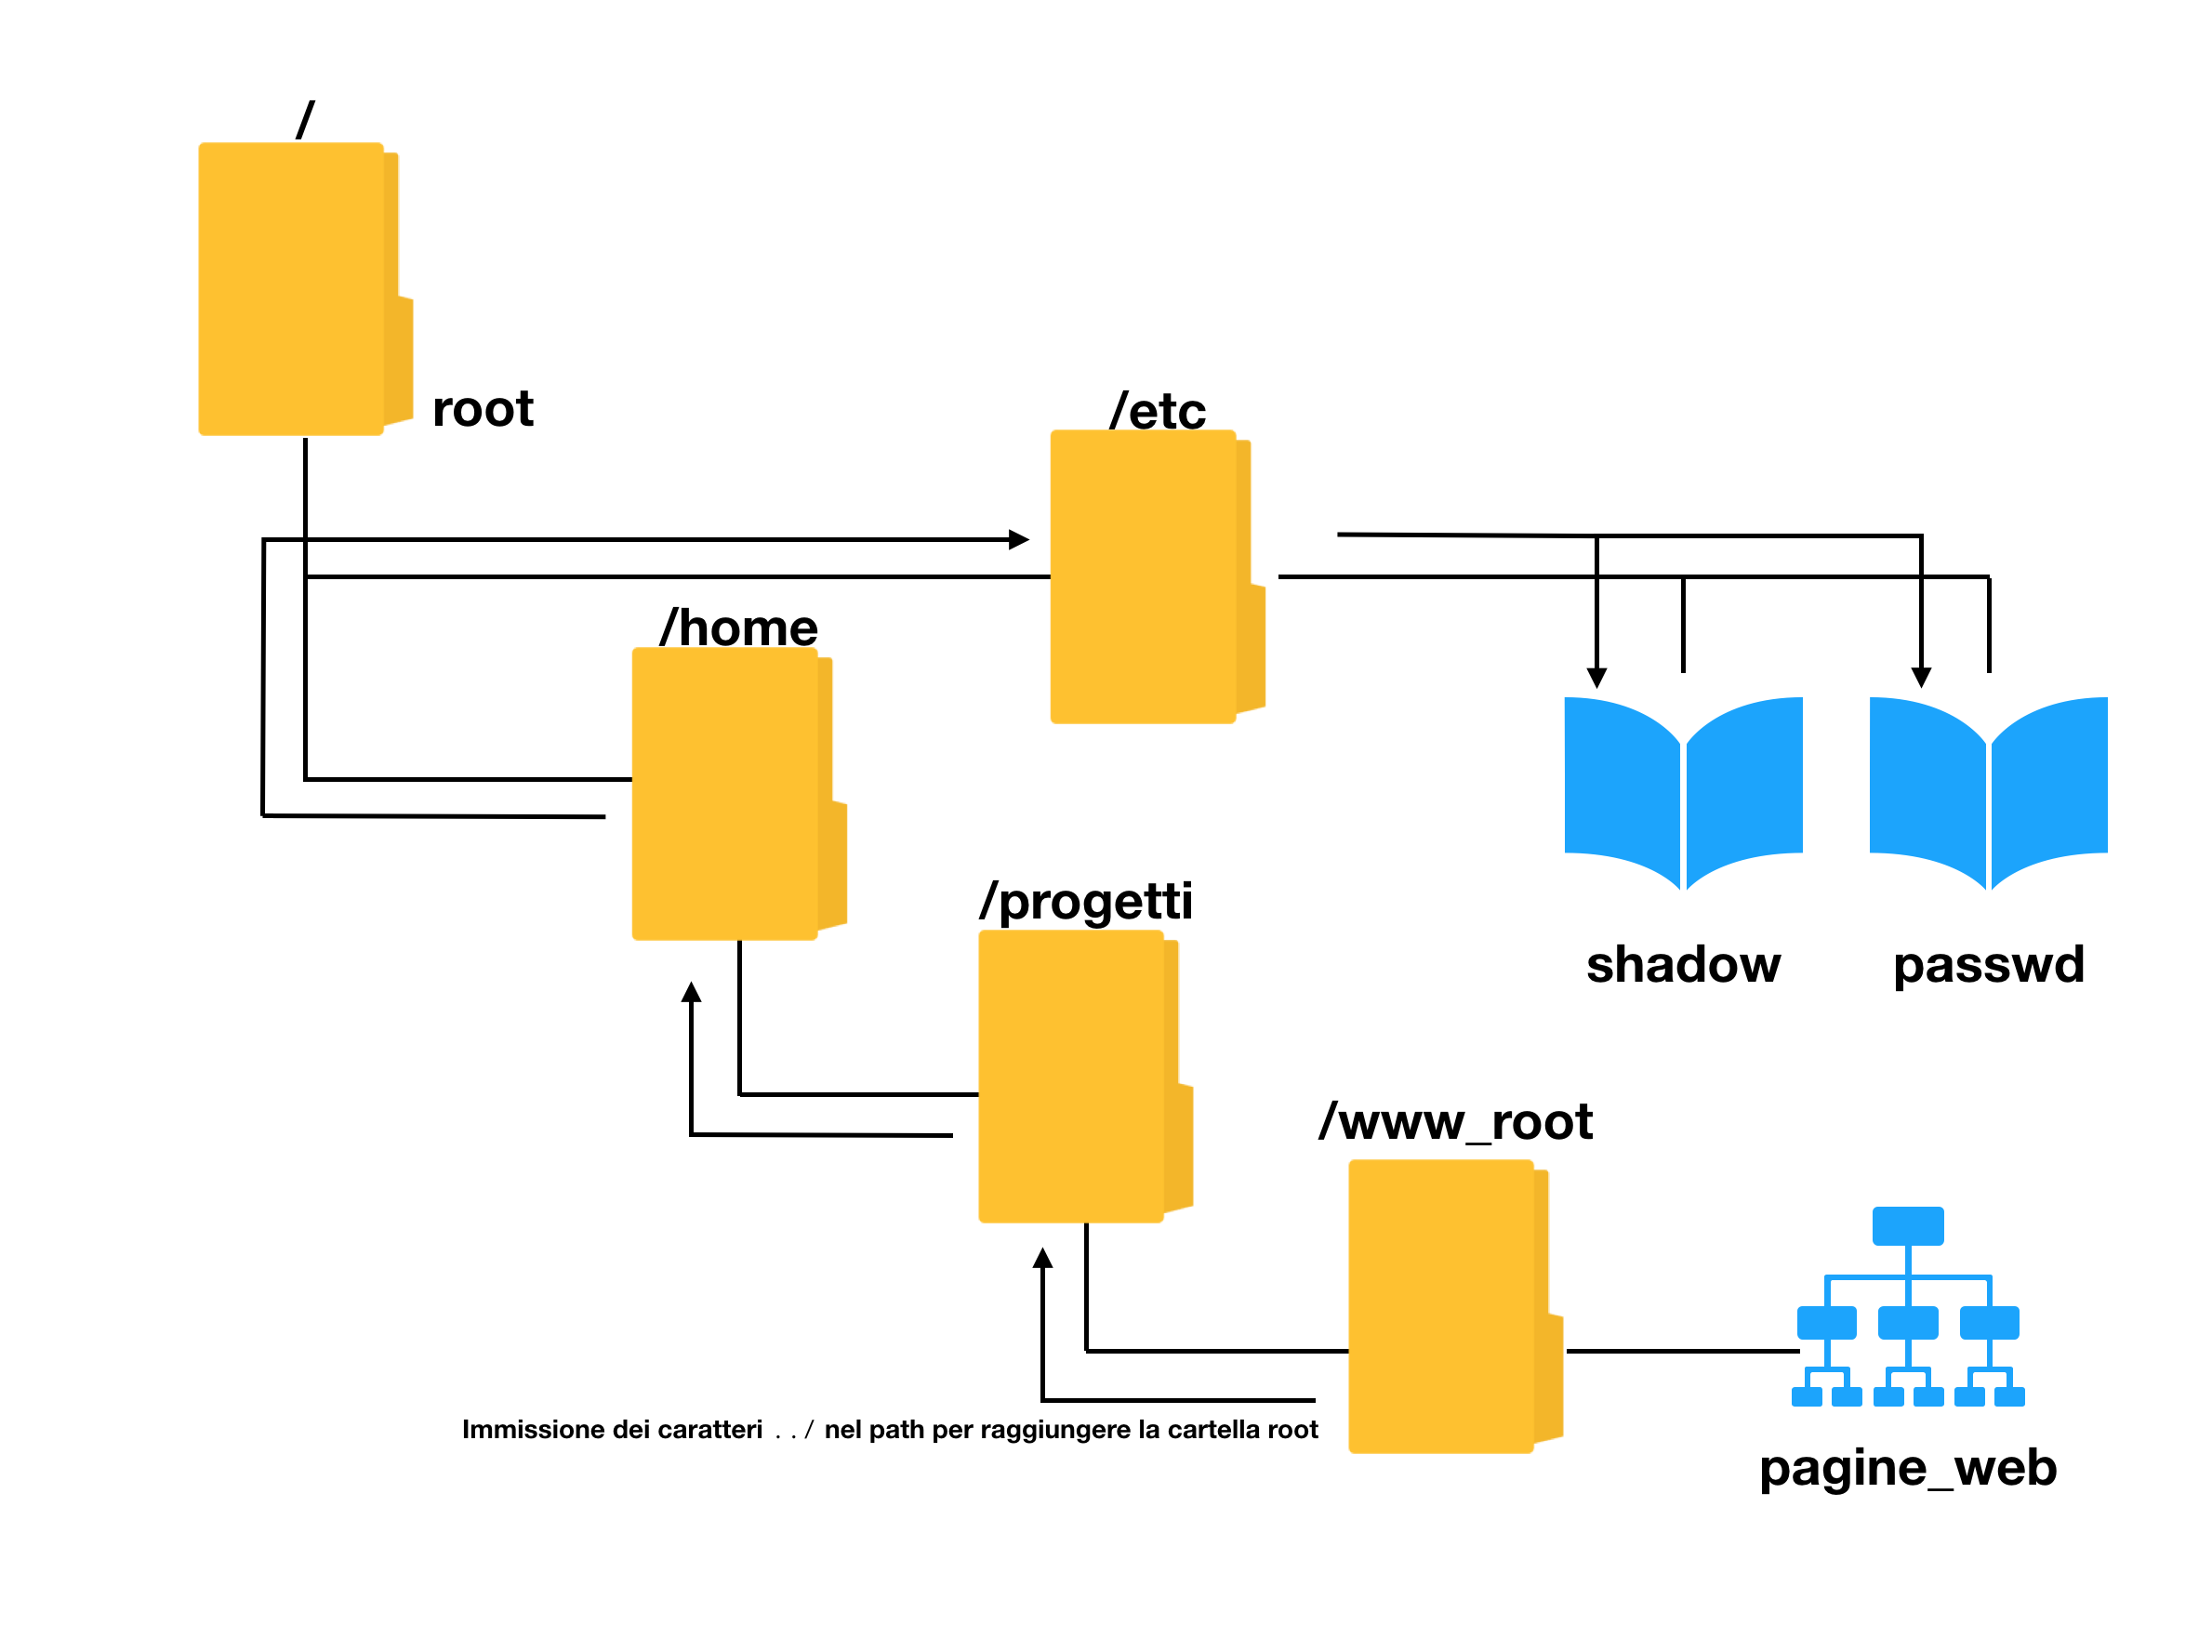 /
root
/etc
/home
/progetti
shadow
passwd
/www_root
Immissione dei caratteri ../ nel path per raggiungere la cartella root
pagine_web